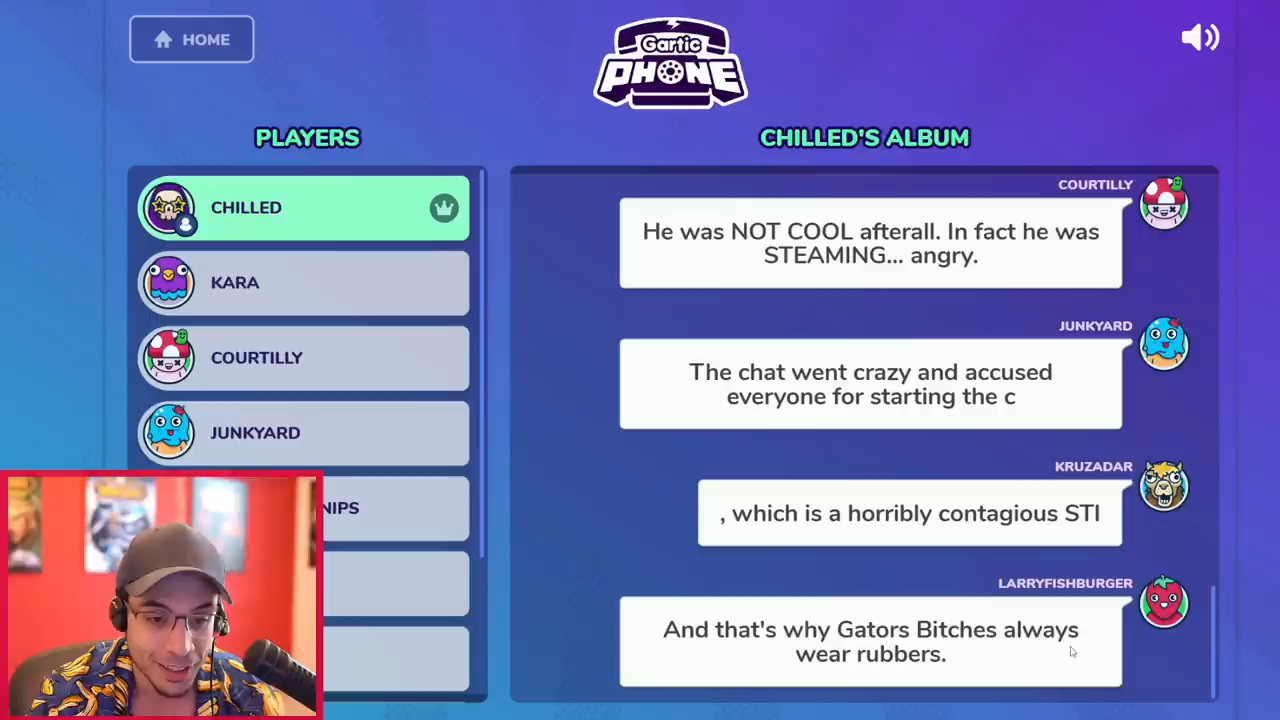 HOME
Gartic
PHONE
PLAYERS
CHILLED
KARA
COURTILLY
JUNKYARD
NIPS
CHILLED'S ALBUM
COURTILLY
He was NOT COOL afterall. In fact he was
STEAMING... angry.
JUNKYARD
The chat went crazy and accused
everyone for starting the c
KRUZADAR
, which is a horribly contagious STI
LARRYFISHBURGER
And that's why Gators Bitches always
wear rubbers.